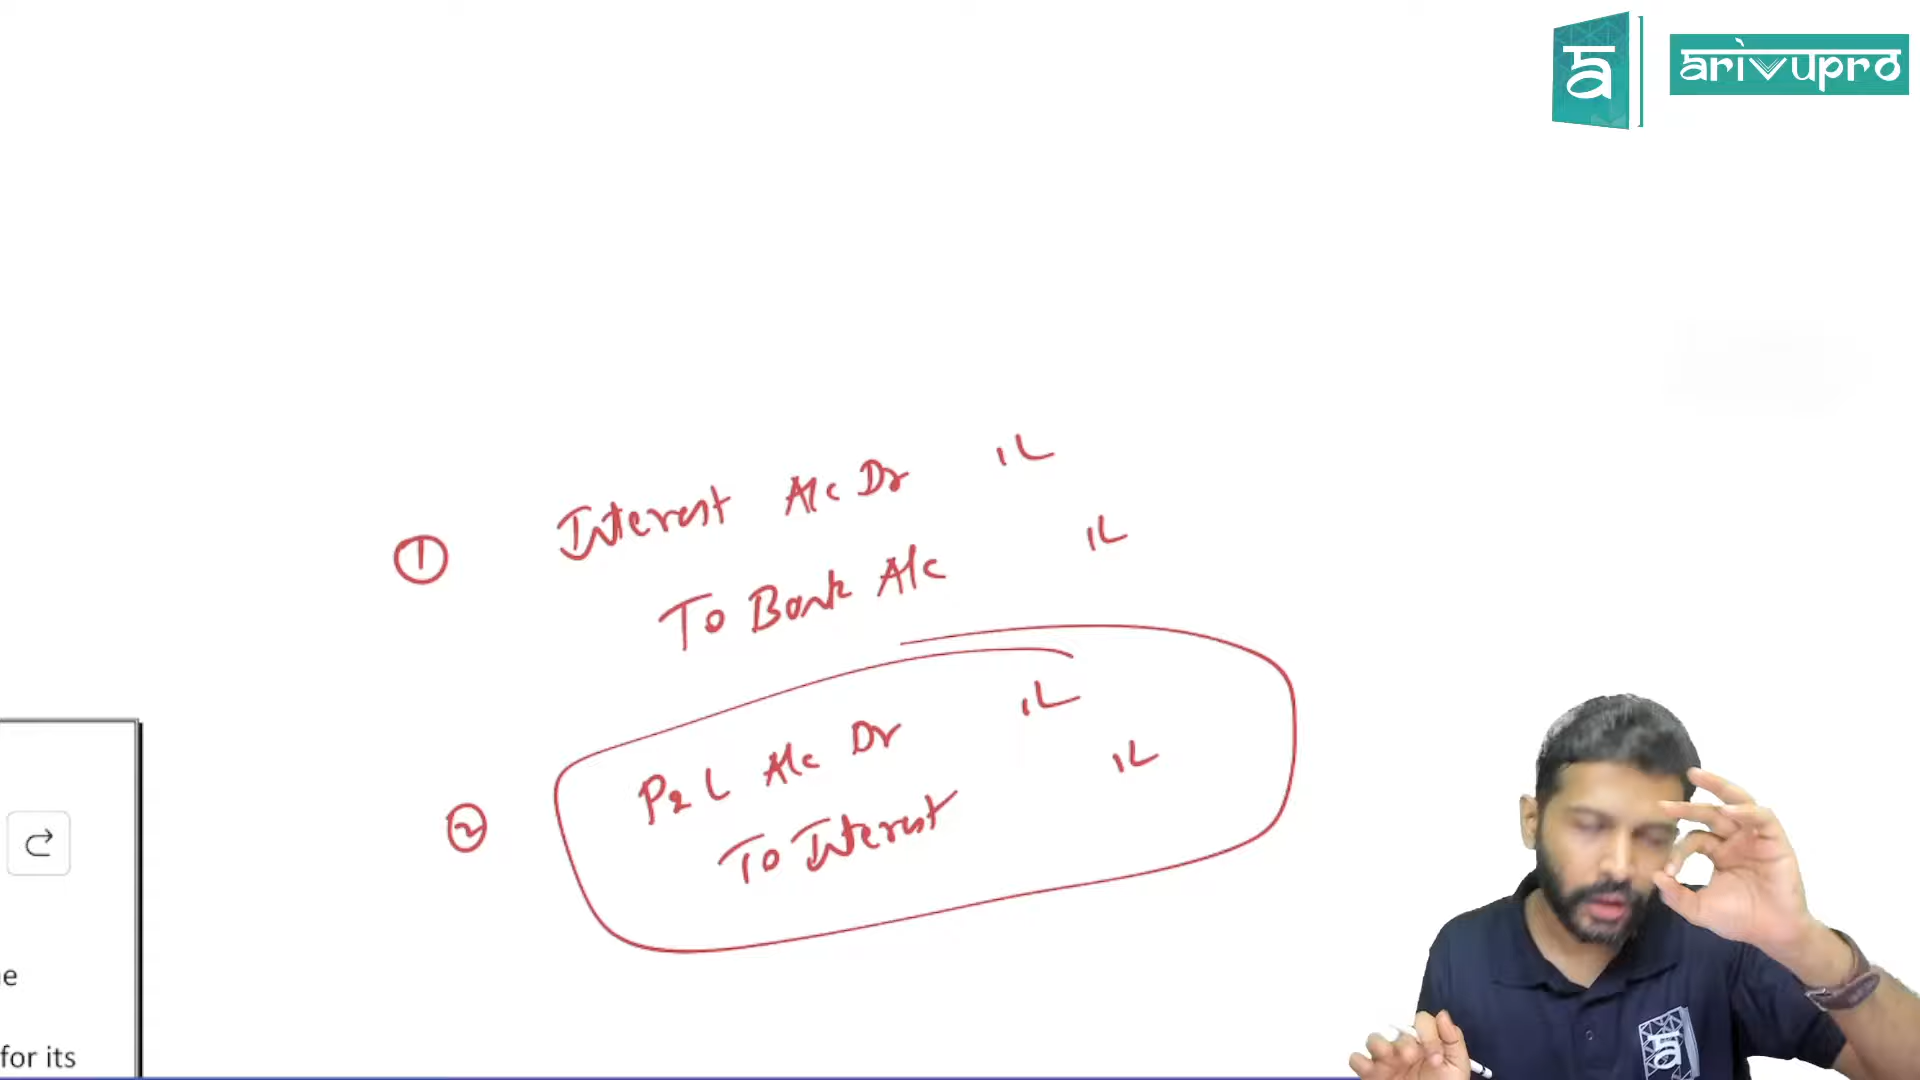 a arivupro
① Interest A/c Dr 1L
To Bank A/c 1L
② P & L A/c Dr 1L
To Interest 1L
e
for its